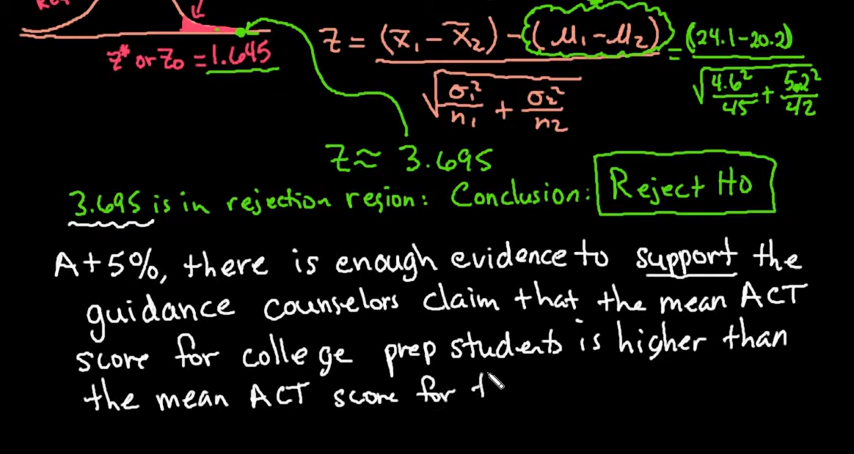 z = (x̄₁ - x̄₂) - (μ₁ - μ₂) / √(σ₁²/n₁ + σ₂²/n₂) = (24.1 - 20.2) / √(4.6²/45 + 5.2²/42)
z* or z₀ = 1.645
z ≈ 3.695
3.695 is in rejection region: Conclusion: Reject H0
At 5%, there is enough evidence to support the
guidance counselors claim that the mean ACT
score for college prep students is higher than
the mean ACT score for